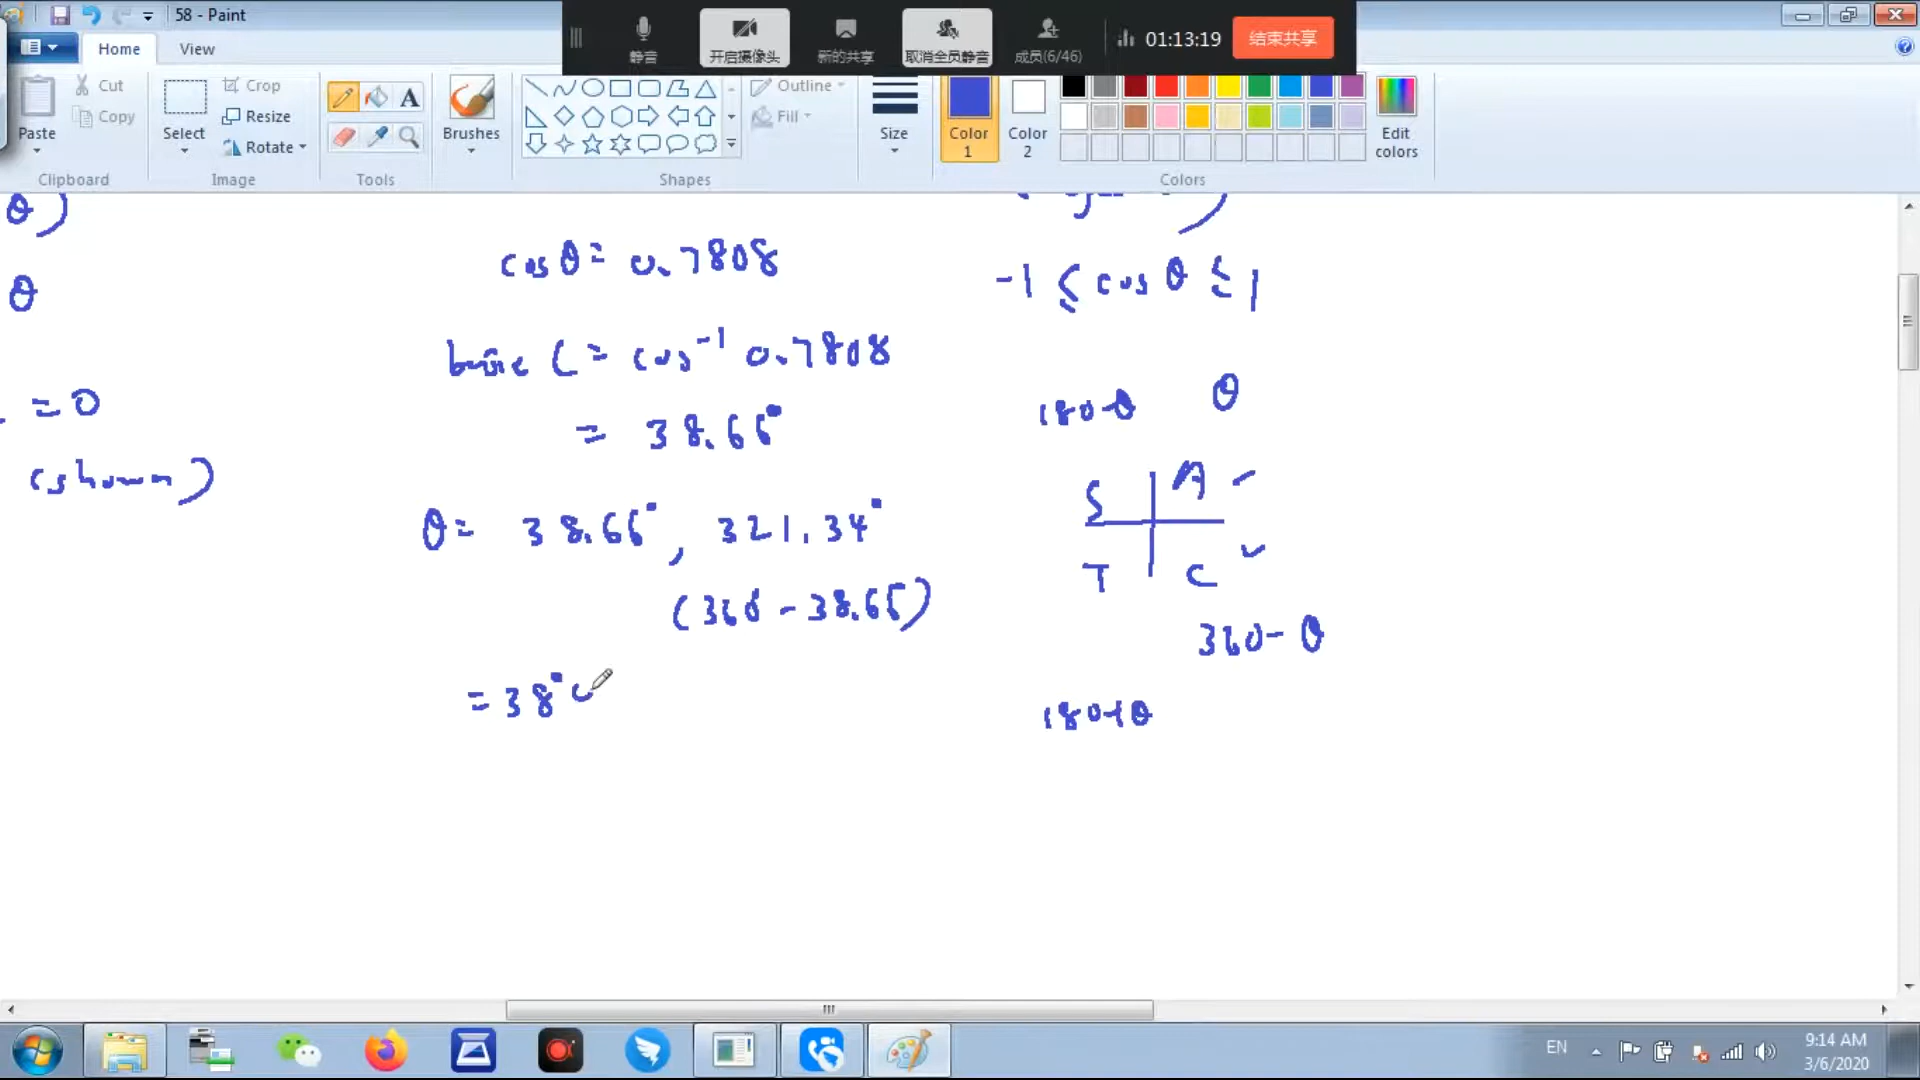 58 - Paint
静音
开启摄像头
新的共享
取消全员静音
成员(6/46)
01:13:19
结束共享
Home
View
Paste
Cut
Copy
Clipboard
Select
Crop
Resize
Rotate
Image
Tools
Brushes
Shapes
Outline
Fill
Size
Color 1
Color 2
Edit colors
Colors
θ)
θ
= 0
(shown)
cos θ = 0.7808
basic C = cos⁻¹ 0.7808
= 38.66°
θ = 38.66°, 321.34°
(360 - 38.66)
= 38°
-1 ≤ cos θ ≤ 1
180-θ θ
S A
T C
360-θ
180+θ
EN
9:14 AM
3/6/2020